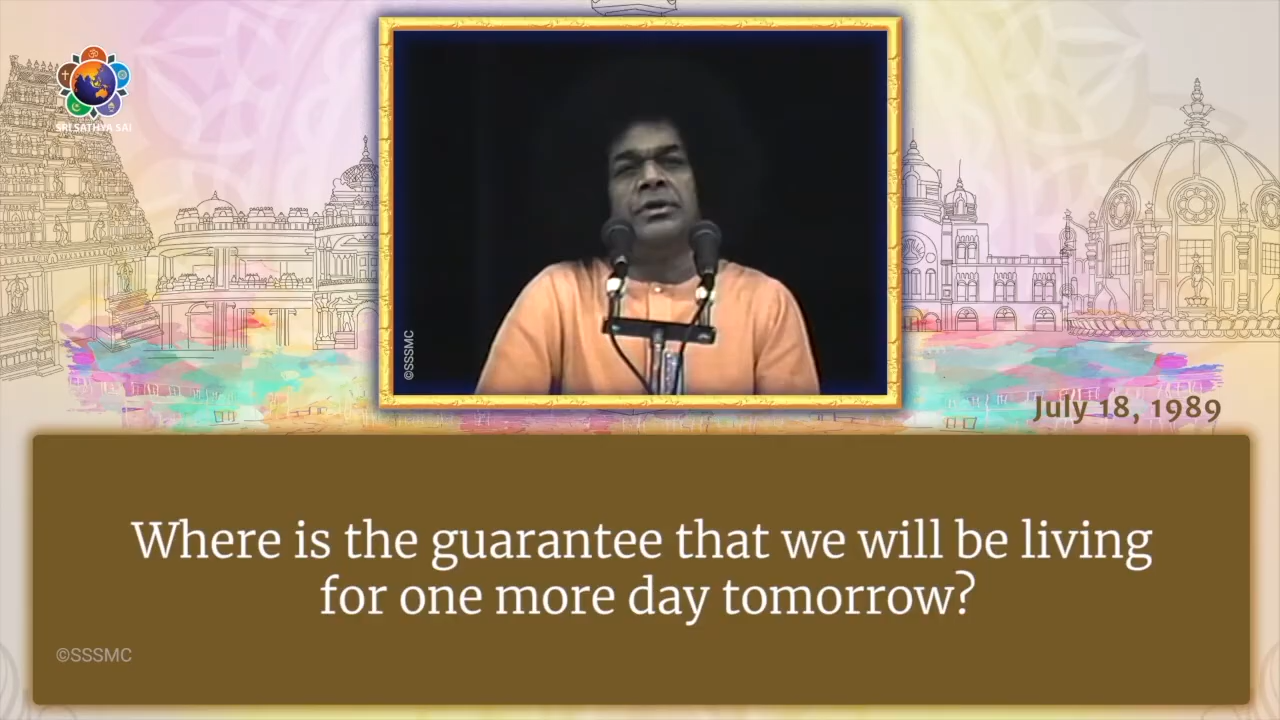 SRI SATHYA SAI
©SSSMC
July 18, 1989
Where is the guarantee that we will be living
for one more day tomorrow?
©SSSMC